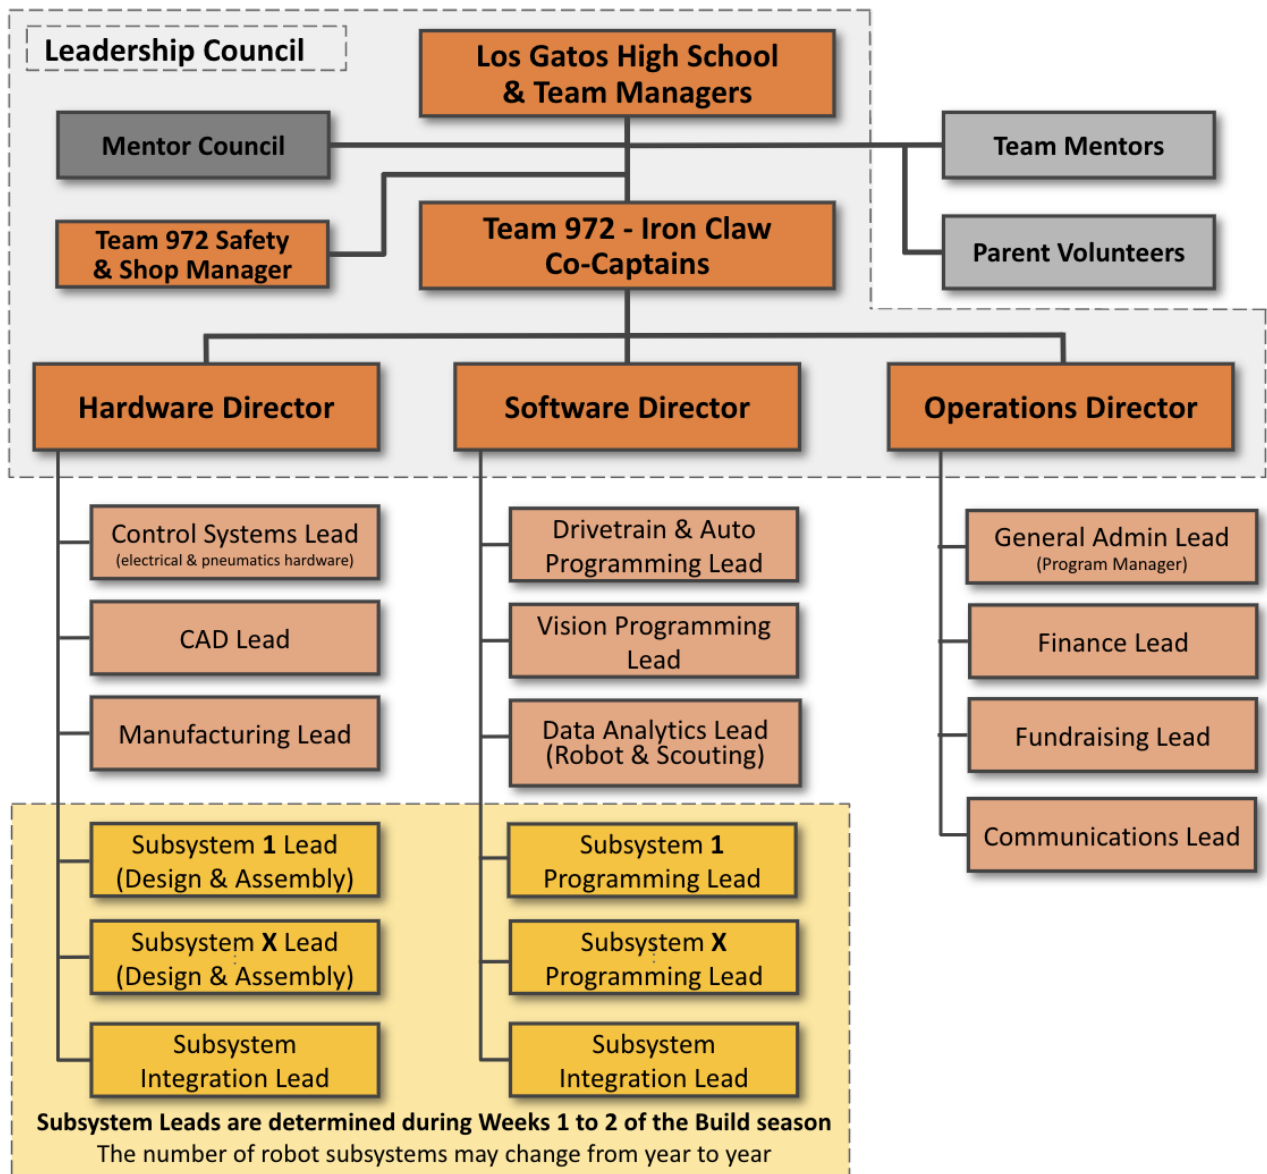 Leadership Council
Los Gatos High School
& Team Managers
Mentor Council
Team Mentors
Team 972 Safety
& Shop Manager
Team 972 - Iron Claw
Co-Captains
Parent Volunteers
Hardware Director
Software Director
Operations Director
Control Systems Lead
(electrical & pneumatics hardware)
CAD Lead
Manufacturing Lead
Subsystem 1 Lead
(Design & Assembly)
Subsystem X Lead
(Design & Assembly)
Subsystem
Integration Lead
Drivetrain & Auto
Programming Lead
Vision Programming
Lead
Data Analytics Lead
(Robot & Scouting)
Subsystem 1
Programming Lead
Subsystem X
Programming Lead
Subsystem
Integration Lead
General Admin Lead
(Program Manager)
Finance Lead
Fundraising Lead
Communications Lead
Subsystem Leads are determined during Weeks 1 to 2 of the Build season
The number of robot subsystems may change from year to year